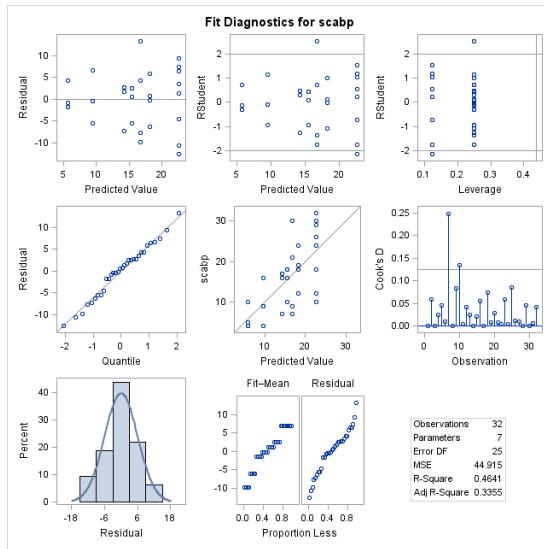 Fit Diagnostics for scabp
Residual
10
5
0
-5
-10
5 10 15 20
Predicted Value
RStudent
2
1
0
-1
-2
5 10 15 20
Predicted Value
RStudent
2
1
0
-1
-2
0.1 0.2 0.3 0.4
Leverage
Residual
10
5
0
-5
-10
-2 -1 0 1 2
Quantile
scabp
30
20
10
0
0 10 20 30
Predicted Value
Cook's D
0.25
0.20
0.15
0.10
0.05
0.00
0 10 20 30
Observation
Percent
40
30
20
10
0
-18 -6 6 18
Residual
Fit–Mean Residual
10
5
0
-5
-10
0.0 0.4 0.8 0.0 0.4 0.8
Proportion Less
Observations 32
Parameters 7
Error DF 25
MSE 44.915
R-Square 0.4641
Adj R-Square 0.3355